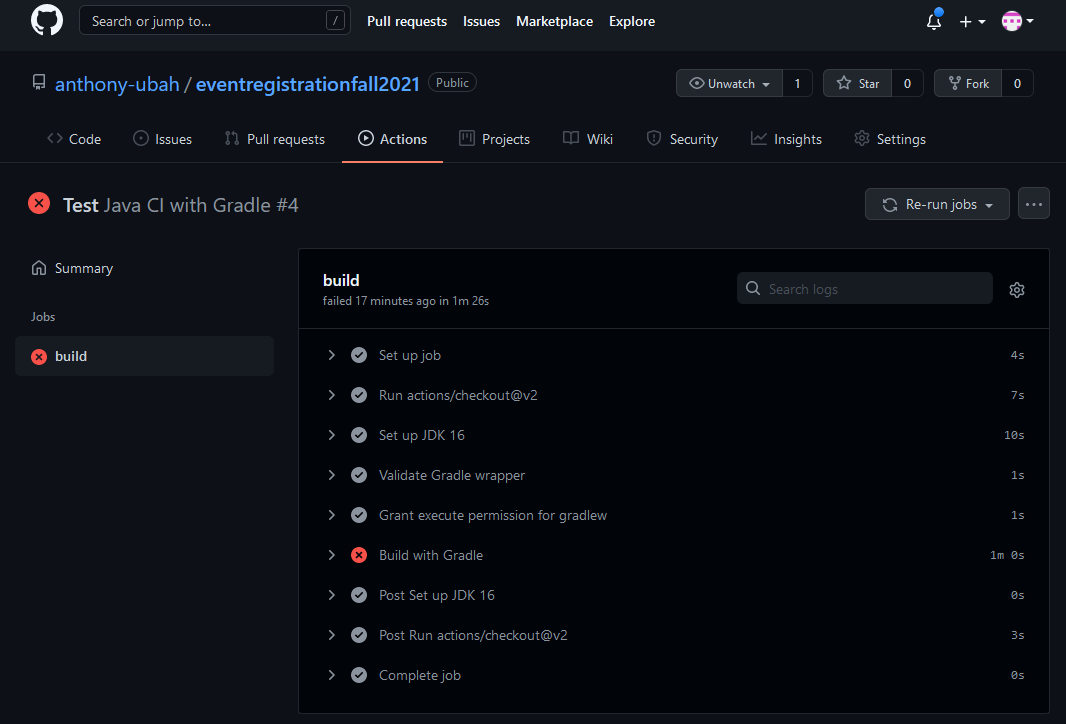 Search or jump to... / Pull requests Issues Marketplace Explore
anthony-ubah / eventregistrationfall2021 Public Unwatch 1 Star 0 Fork 0
Code Issues Pull requests Actions Projects Wiki Security Insights Settings
Test Java CI with Gradle #4 Re-run jobs ...
Summary
Jobs
build
build
failed 17 minutes ago in 1m 26s
Search logs
Set up job 4s
Run actions/checkout@v2 7s
Set up JDK 16 10s
Validate Gradle wrapper 1s
Grant execute permission for gradlew 1s
Build with Gradle 1m 0s
Post Set up JDK 16 0s
Post Run actions/checkout@v2 3s
Complete job 0s